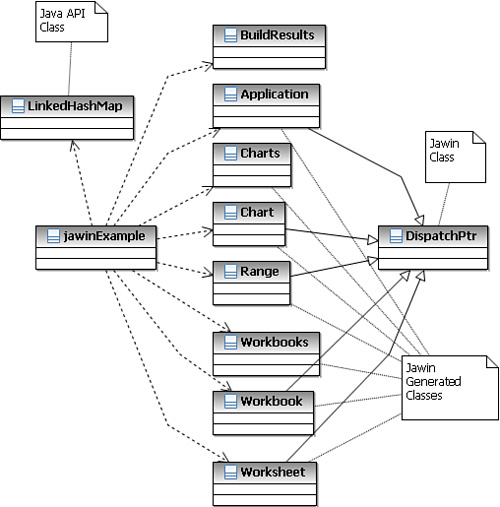 Java API
Class
BuildResults
LinkedHashMap
Application
Jawin
Class
Charts
Chart
jawinExample
DispatchPtr
Range
Workbooks
Jawin
Generated
Classes
Workbook
Worksheet